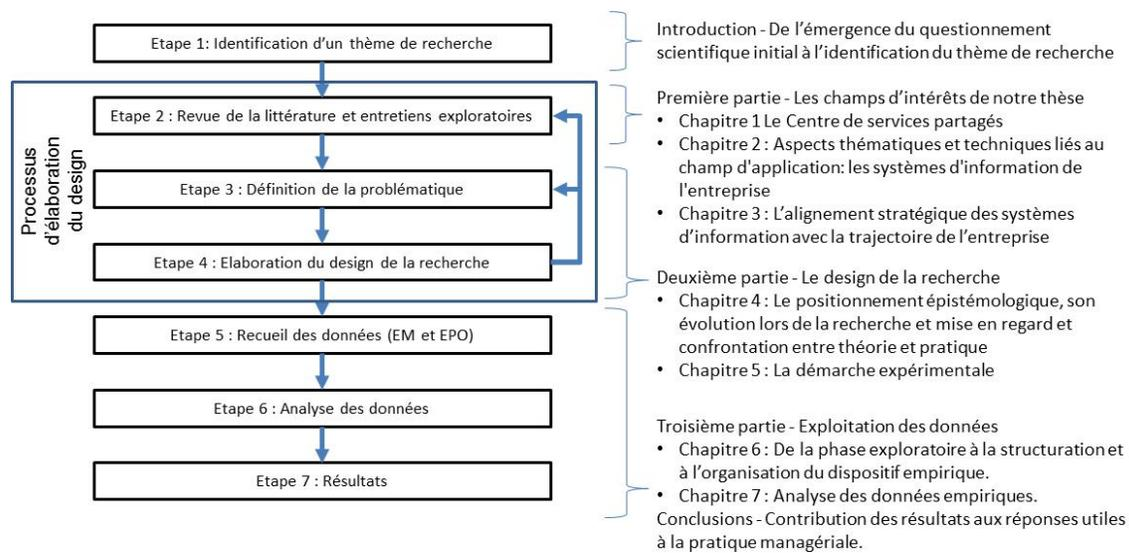 Etape 1: Identification d’un thème de recherche
Processus
d’élaboration
du design
Etape 2 : Revue de la littérature et entretiens exploratoires
Etape 3 : Définition de la problématique
Etape 4 : Elaboration du design de la recherche
Etape 5 : Recueil des données (EM et EPO)
Etape 6 : Analyse des données
Etape 7 : Résultats
Introduction - De l’émergence du questionnement
scientifique initial à l’identification du thème de recherche
Première partie - Les champs d’intérêts de notre thèse
• Chapitre 1 Le Centre de services partagés
• Chapitre 2 : Aspects thématiques et techniques liés au
champ d'application: les systèmes d'information de
l'entreprise
• Chapitre 3 : L’alignement stratégique des systèmes
d’information avec la trajectoire de l’entreprise
Deuxième partie - Le design de la recherche
• Chapitre 4 : Le positionnement épistémologique, son
évolution lors de la recherche et mise en regard et
confrontation entre théorie et pratique
• Chapitre 5 : La démarche expérimentale
Troisième partie - Exploitation des données
• Chapitre 6 : De la phase exploratoire à la structuration et
à l’organisation du dispositif empirique.
• Chapitre 7 : Analyse des données empiriques.
Conclusions - Contribution des résultats aux réponses utiles
à la pratique managériale.